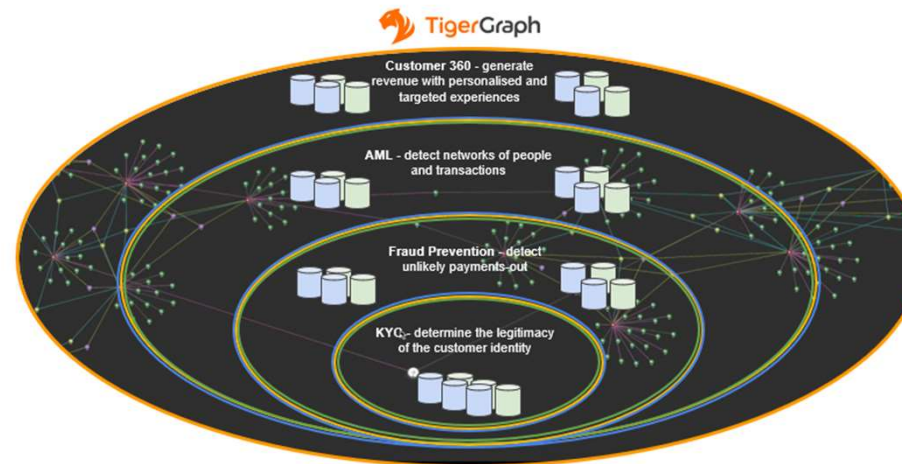 TigerGraph
Customer 360 - generate
revenue with personalised and
targeted experiences
AML - detect networks of people
and transactions
Fraud Prevention - detect
unlikely payments-out
KYC - determine the legitimacy
of the customer identity